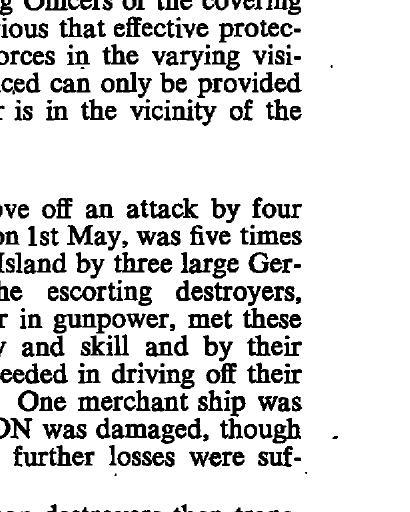 g Officers of the covering
ious that effective protec-
orces in the varying visi-
ced can only be provided
r is in the vicinity of the
ove off an attack by four
on 1st May, was five times
Island by three large Ger-
he escorting destroyers,
r in gunpower, met these
y and skill and by their
eeded in driving off their
One merchant ship was
ON was damaged, though
further losses were suf-
destroyers than